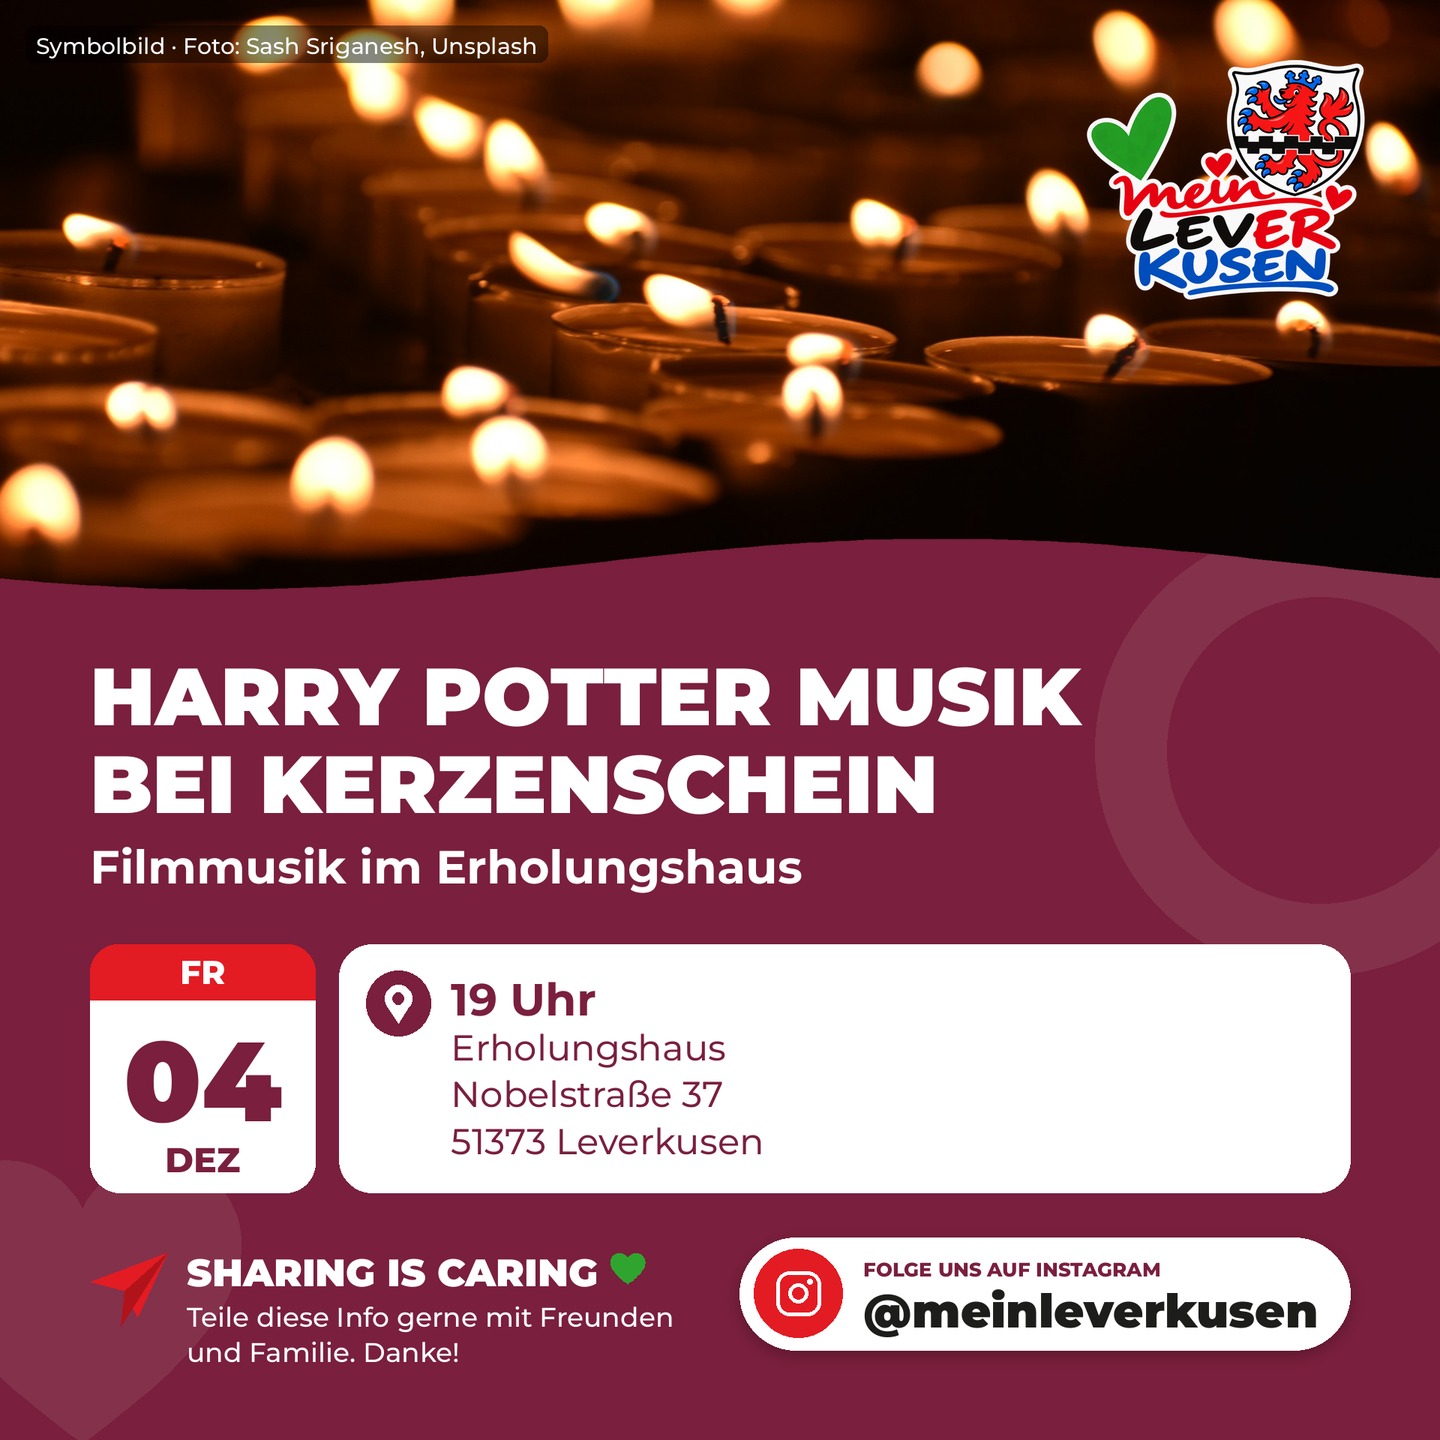 Symbolbild · Foto: Sash Sriganesh, Unsplash
mein
LEVER
KUSEN
HARRY POTTER MUSIK
BEI KERZENSCHEIN
Filmmusik im Erholungshaus
FR
04
DEZ
19 Uhr
Erholungshaus
Nobelstraße 37
51373 Leverkusen
SHARING IS CARING
Teile diese Info gerne mit Freunden
und Familie. Danke!
FOLGE UNS AUF INSTAGRAM
@meinleverkusen